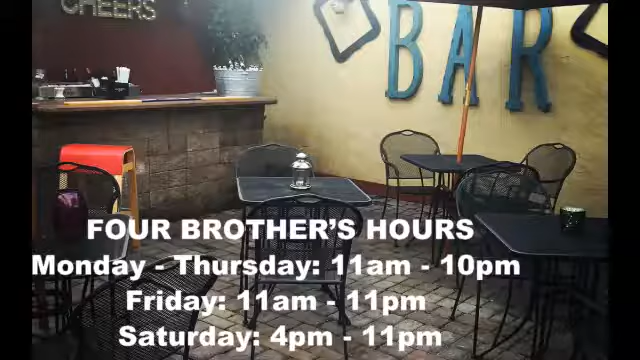 CHEERS
BAR
FOUR BROTHER'S HOURS
Monday - Thursday: 11am - 10pm
Friday: 11am - 11pm
Saturday: 4pm - 11pm